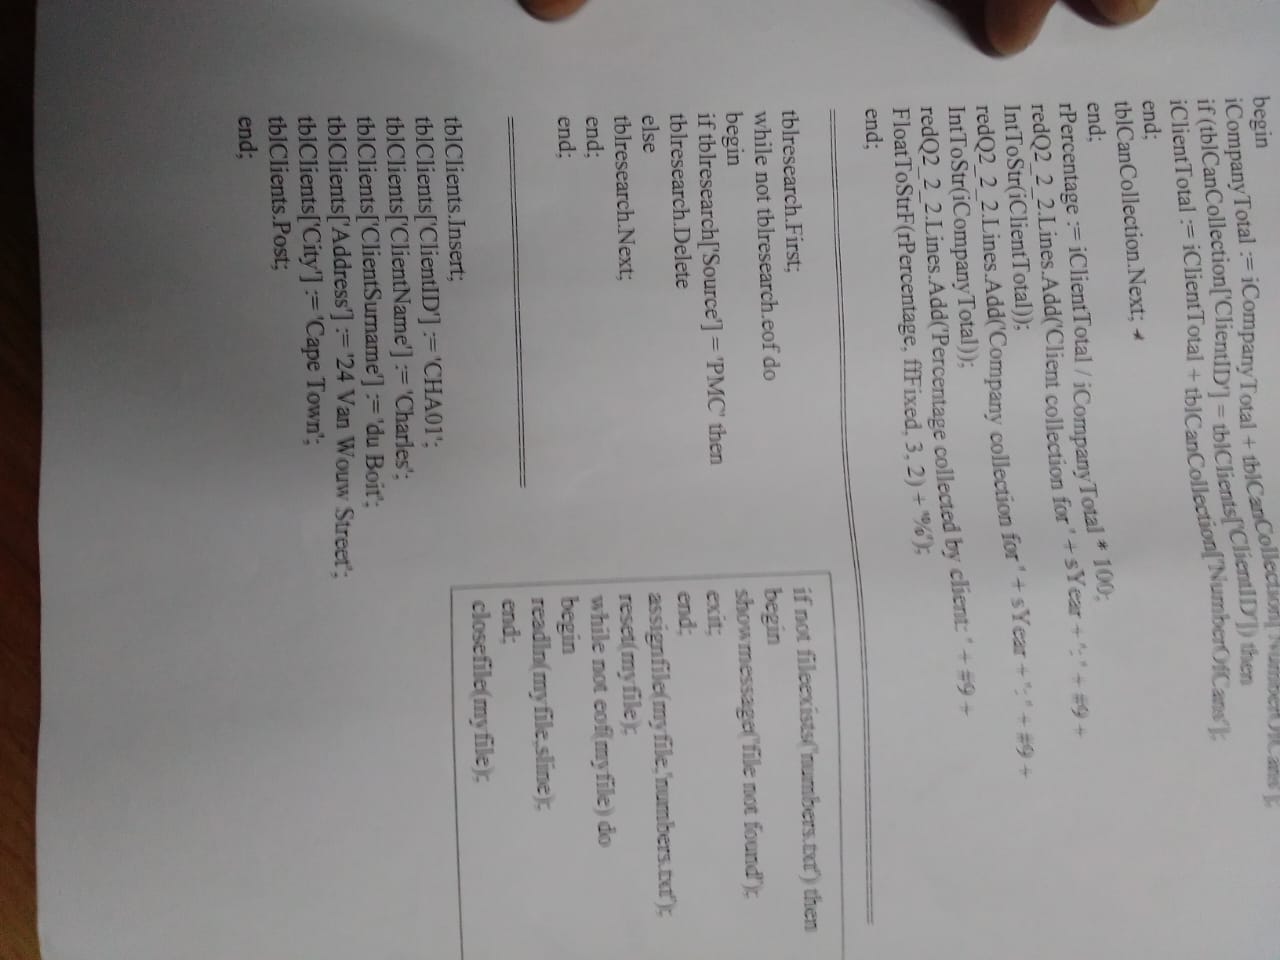 begin
iCompanyTotal := iCompanyTotal + tblCanCollection['NumberOfCans'];
if (tblCanCollection['ClientID'] = tblClients['ClientID']) then
iClientTotal := iClientTotal + tblCanCollection['NumberOfCans'];
end;
tblCanCollection.Next;
end;
rPercentage := iClientTotal / iCompanyTotal * 100;
redQ2_2_2.Lines.Add('Client collection for ' + sYear + ': ' + #9 +
IntToStr(iClientTotal));
redQ2_2_2.Lines.Add('Company collection for ' + sYear + ': ' + #9 +
IntToStr(iCompanyTotal));
redQ2_2_2.Lines.Add('Percentage collected by client: ' + #9 +
FloatToStrF(rPercentage, ffFixed, 3, 2) + '%');
end;
tblresearch.First;
while not tblresearch.eof do
begin
if tblresearch['Source'] = 'PMC' then
tblresearch.Delete
else
tblresearch.Next;
end;
end;
if not fileexists('numbers.txt') then
begin
showmessage('file not found');
exit;
end;
assignfile(myfile,'numbers.txt');
reset(myfile);
while not eof(myfile) do
begin
readln(myfile,sline);
end;
closefile(myfile);
tblClients.Insert;
tblClients['ClientID'] := 'CHA01';
tblClients['ClientName'] := 'Charles';
tblClients['ClientSurname'] := 'du Boit';
tblClients['Address'] := '24 Van Wouw Street';
tblClients['City'] := 'Cape Town';
tblClients.Post;
end;